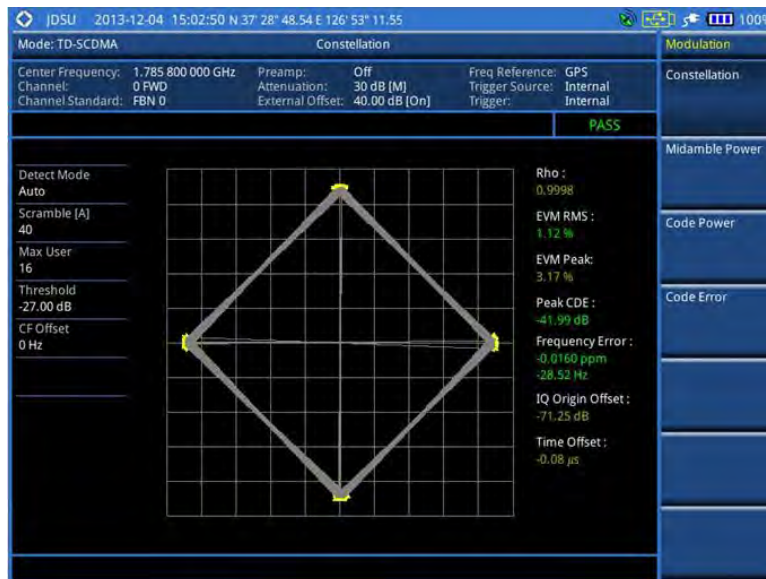 JDSU 2013-12-04 15:02:50 N 37' 28" 48.54 E 126' 53" 11.55 100%
Mode: TD-SCDMA Constellation
Center Frequency: 1.785 800 000 GHz Preamp: Off Freq Reference: GPS
Channel: 0 FWD Attenuation: 30 dB [M] Trigger Source: Internal
Channel Standard: FBN 0 External Offset: 40.00 dB [On] Trigger: Internal
PASS
Detect Mode
Auto
Scramble [A]
40
Max User
16
Threshold
-27.00 dB
CF Offset
0 Hz
Rho :
0.9998
EVM RMS :
1.12 %
EVM Peak:
3.17 %
Peak CDE :
-41.99 dB
Frequency Error :
-0.0160 ppm
-28.52 Hz
IQ Origin Offset :
-71.25 dB
Time Offset :
-0.08 µs
Modulation
Constellation
Midamble Power
Code Power
Code Error